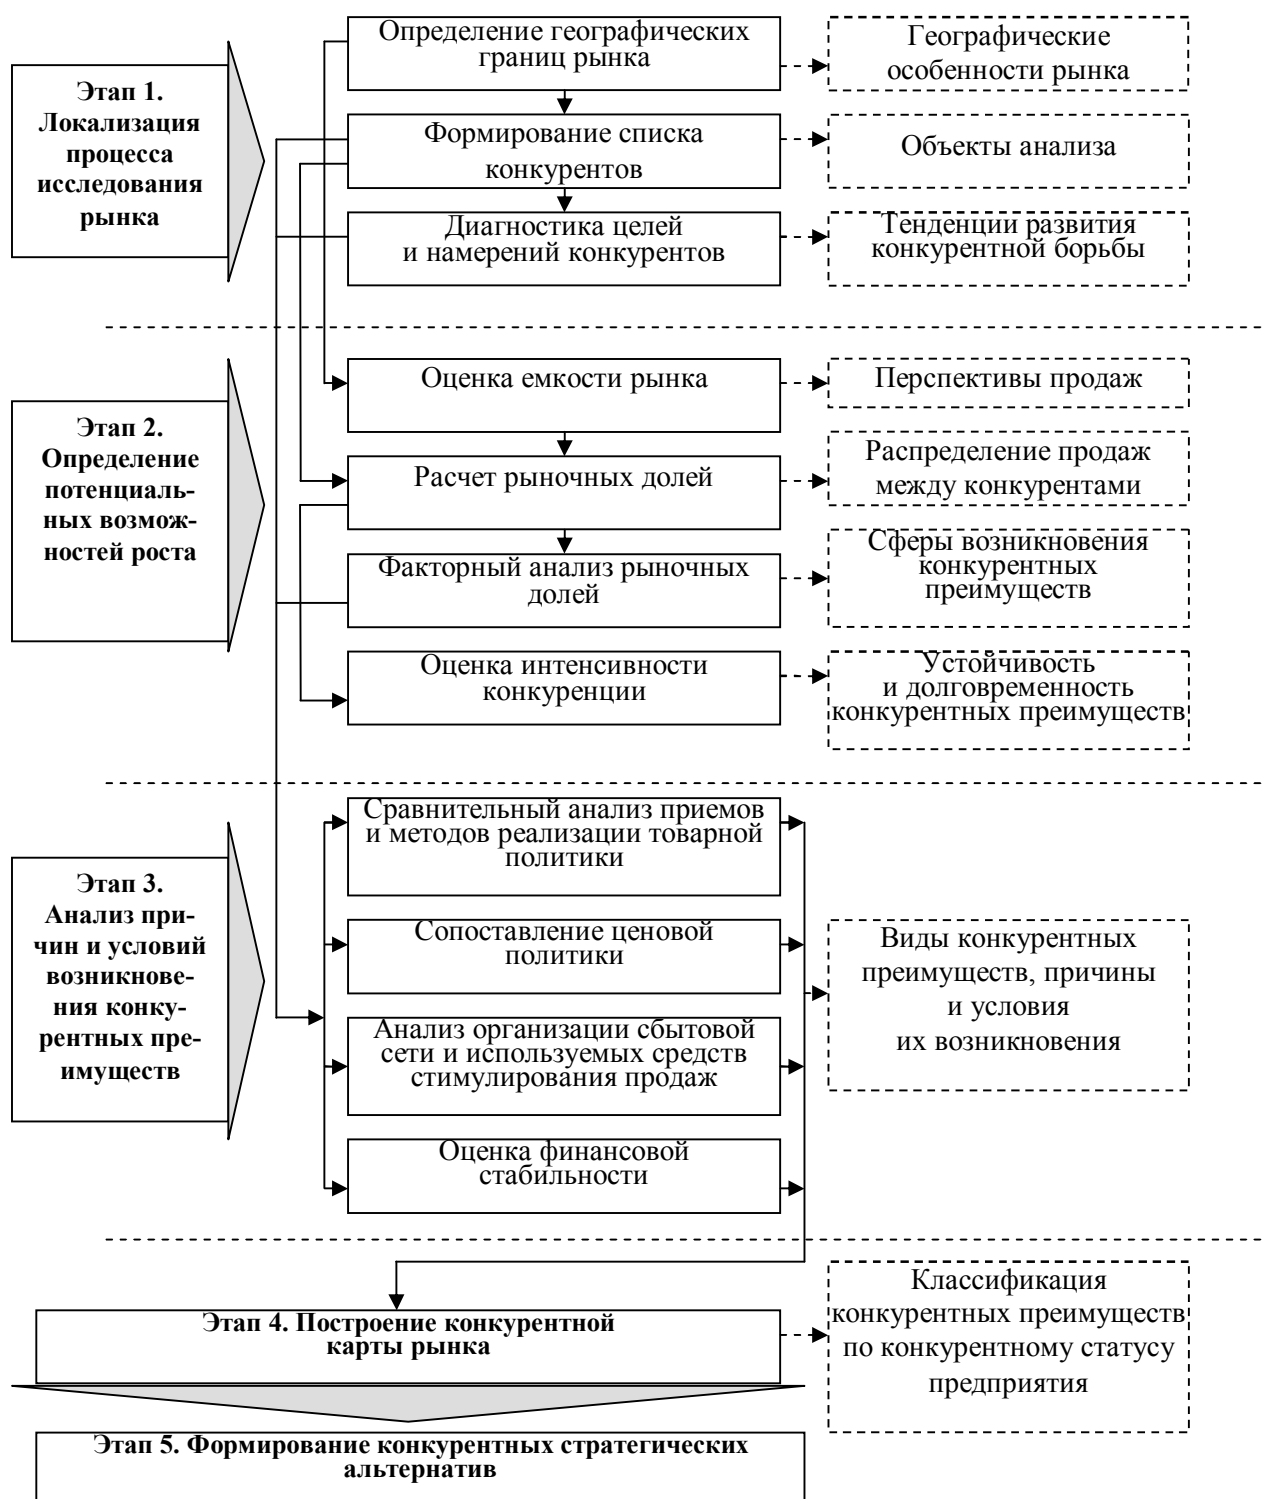 Этап 1.
Локализация
процесса
исследования
рынка
Определение географических
границ рынка
Географические
особенности рынка
Формирование списка
конкурентов
Объекты анализа
Диагностика целей
и намерений конкурентов
Тенденции развития
конкурентной борьбы
Этап 2.
Определение
потенциаль-
ных возмож-
ностей роста
Оценка емкости рынка
Перспективы продаж
Расчет рыночных долей
Распределение продаж
между конкурентами
Факторный анализ рыночных
долей
Сферы возникновения
конкурентных
преимуществ
Оценка интенсивности
конкуренции
Устойчивость
и долговременность
конкурентных преимуществ
Этап 3.
Анализ при-
чин и условий
возникнове-
ния конку-
рентных пре-
имуществ
Сравнительный анализ приемов
и методов реализации товарной
политики
Сопоставление ценовой
политики
Анализ организации сбытовой
сети и используемых средств
стимулирования продаж
Оценка финансовой
стабильности
Виды конкурентных
преимуществ, причины
и условия
их возникновения
Этап 4. Построение конкурентной
карты рынка
Классификация
конкурентных преимуществ
по конкурентному статусу
предприятия
Этап 5. Формирование конкурентных стратегических
альтернатив